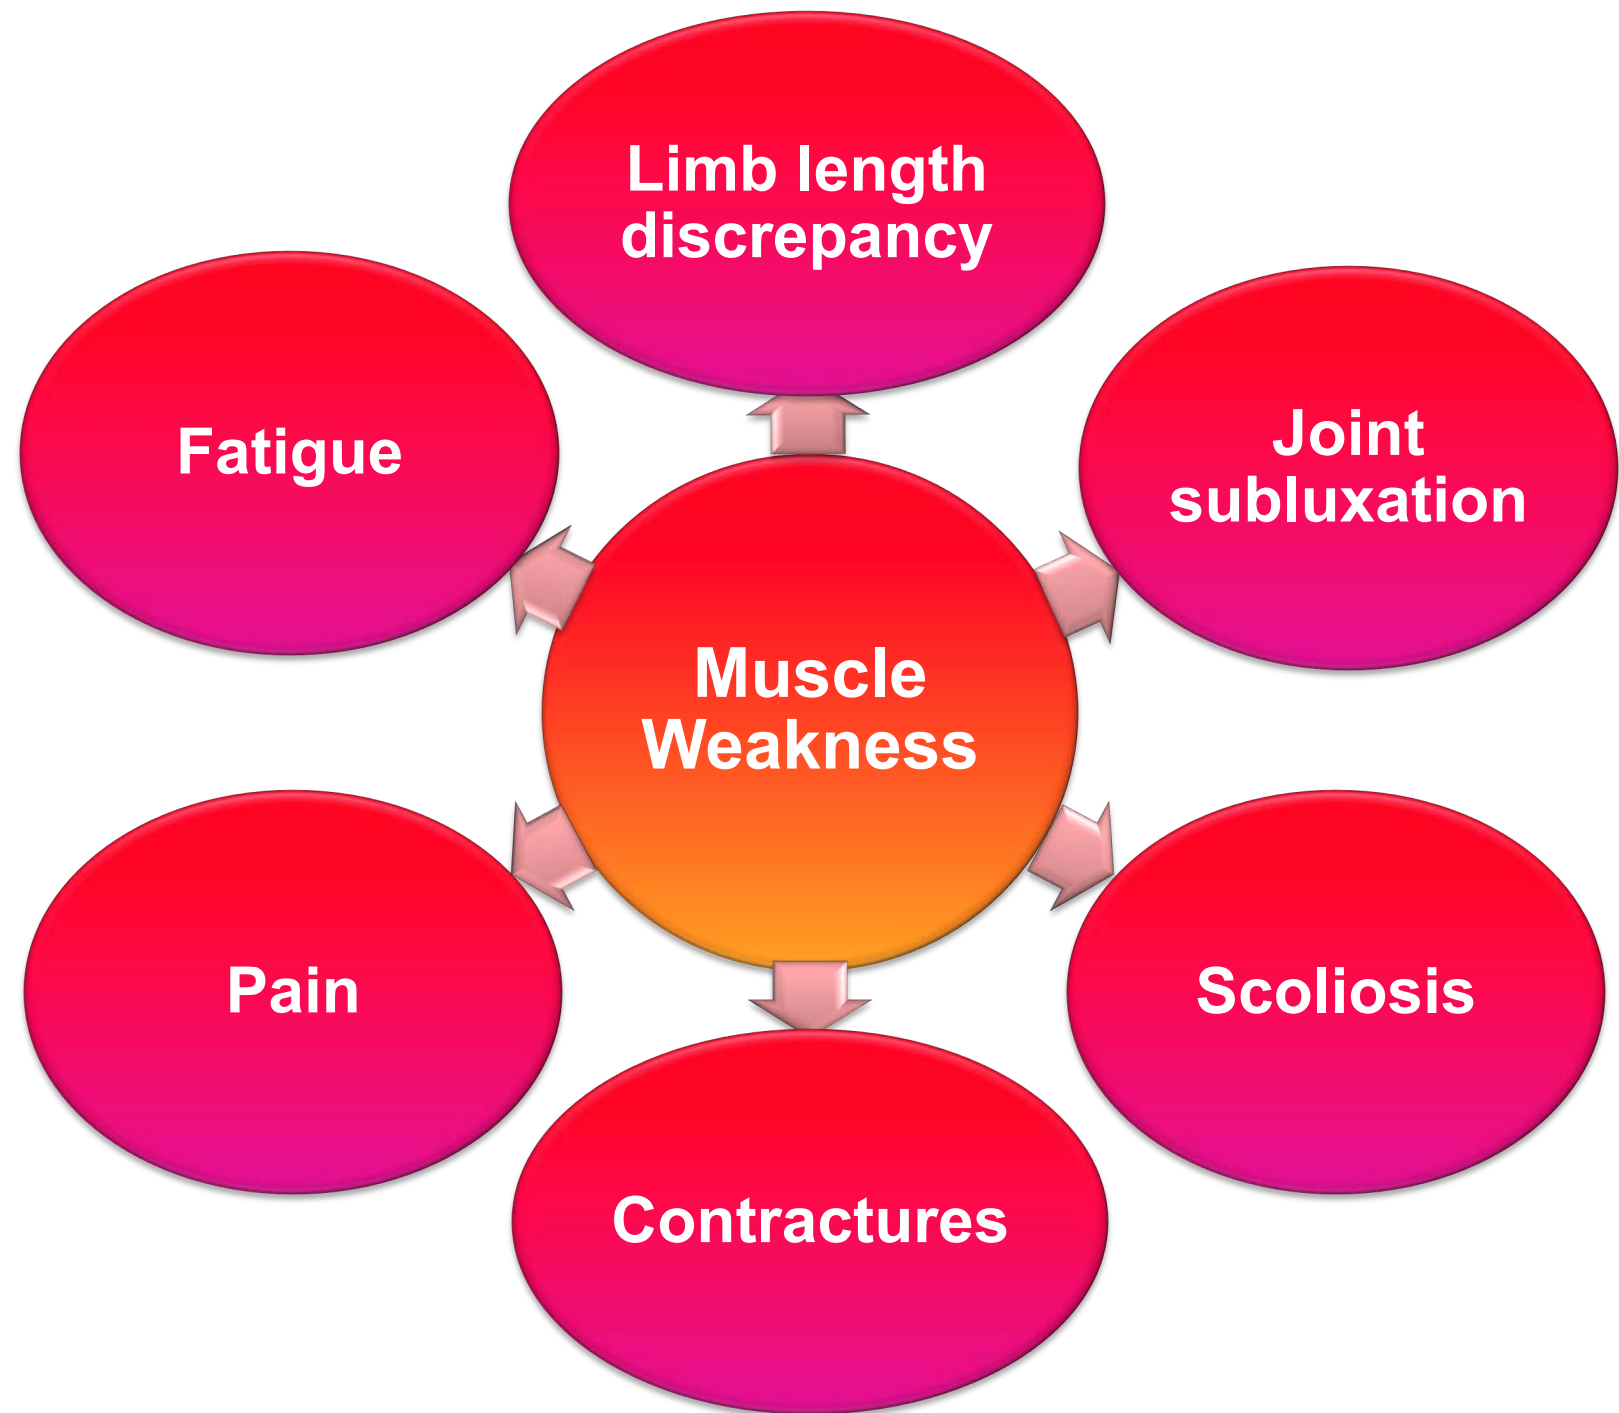 Limb length
discrepancy
Fatigue
Joint
subluxation
Muscle
Weakness
Pain
Scoliosis
Contractures